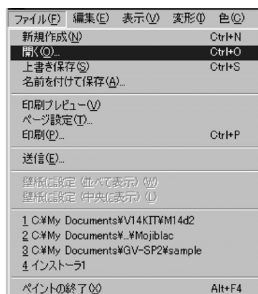 ファイル(F) 編集(E) 表示(V) 変形(I) 色(C)
新規作成(N) Ctrl+N
開く(O)... Ctrl+O
上書き保存(S) Ctrl+S
名前を付けて保存(A)...
印刷プレビュー(V)
ページ設定(T)...
印刷(P)... Ctrl+P
送信(E)...
壁紙に設定 (並べて表示) (W)
壁紙に設定 (中央に表示) (L)
1 C:¥My Documents¥V14KIT¥M14d2
2 C:¥My Documents¥..¥Mojiblac
3 C:¥My Documents¥GV-SP2¥sample
4 インストーラ1
ペイントの終了(X) Alt+F4